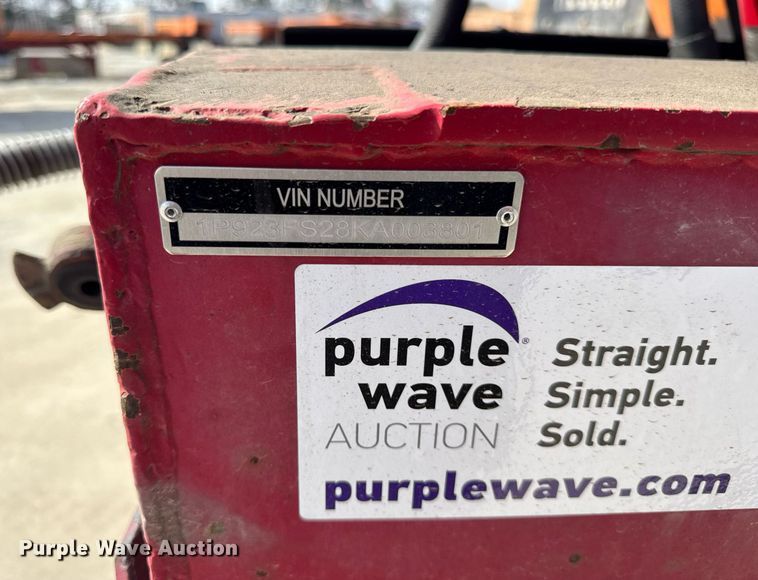 VIN NUMBER
1P923FS28KA003801
purple
wave
AUCTION
®
Straight.
Simple.
Sold.
purplewave.com
Purple Wave Auction